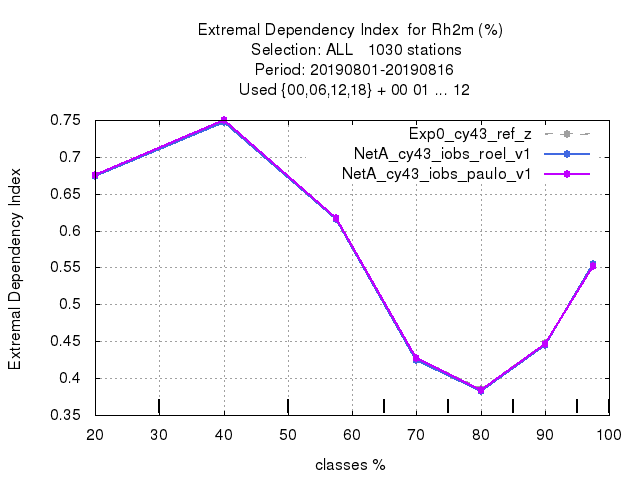 Extremal Dependency Index  for Rh2m (%)
Selection: ALL   1030 stations
Period: 20190801-20190816
Used {00,06,12,18} + 00 01 ... 12
Exp0_cy43_ref_z
NetA_cy43_iobs_roel_v1
NetA_cy43_iobs_paulo_v1
Extremal Dependency Index
0.75
0.7
0.65
0.6
0.55
0.5
0.45
0.4
0.35
20 30 40 50 60 70 80 90 100
classes %